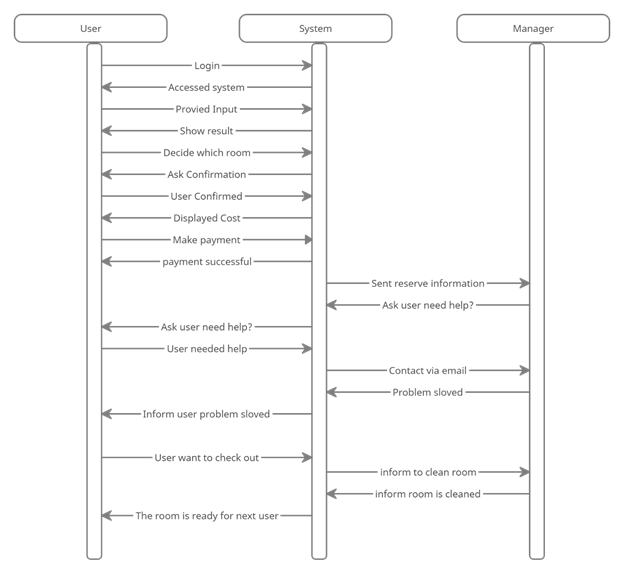 User
System
Manager
Login
Accessed system
Provied Input
Show result
Decide which room
Ask Confirmation
User Confirmed
Displayed Cost
Make payment
payment successful
Sent reserve information
Ask user need help?
Ask user need help?
User needed help
Contact via email
Problem sloved
Inform user problem sloved
User want to check out
inform to clean room
inform room is cleaned
The room is ready for next user